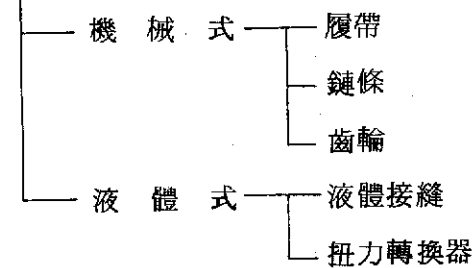 機械式 履帶
鏈條
齒輪
液體式 液體接縫
扭力轉換器